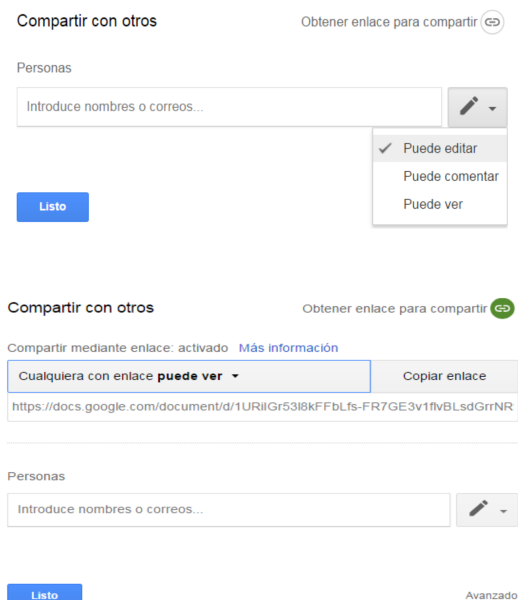 Compartir con otros
Obtener enlace para compartir
Personas
Introduce nombres o correos...
Puede editar
Puede comentar
Puede ver
Listo
Compartir con otros
Obtener enlace para compartir
Compartir mediante enlace: activado Más información
Cualquiera con enlace puede ver
Copiar enlace
https://docs.google.com/document/d/1URiIGr53I8kFFbLfs-FR7GE3v1flvBLsdGrrNR
Personas
Introduce nombres o correos...
Listo
Avanzado